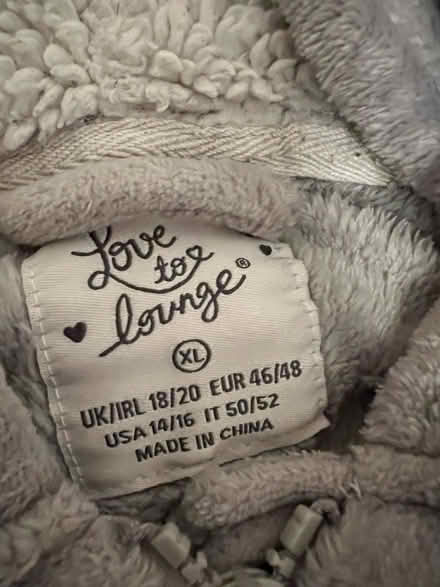 Love
to
lounge®
XL
UK/IRL 18/20 EUR 46/48
USA 14/16 IT 50/52
MADE IN CHINA